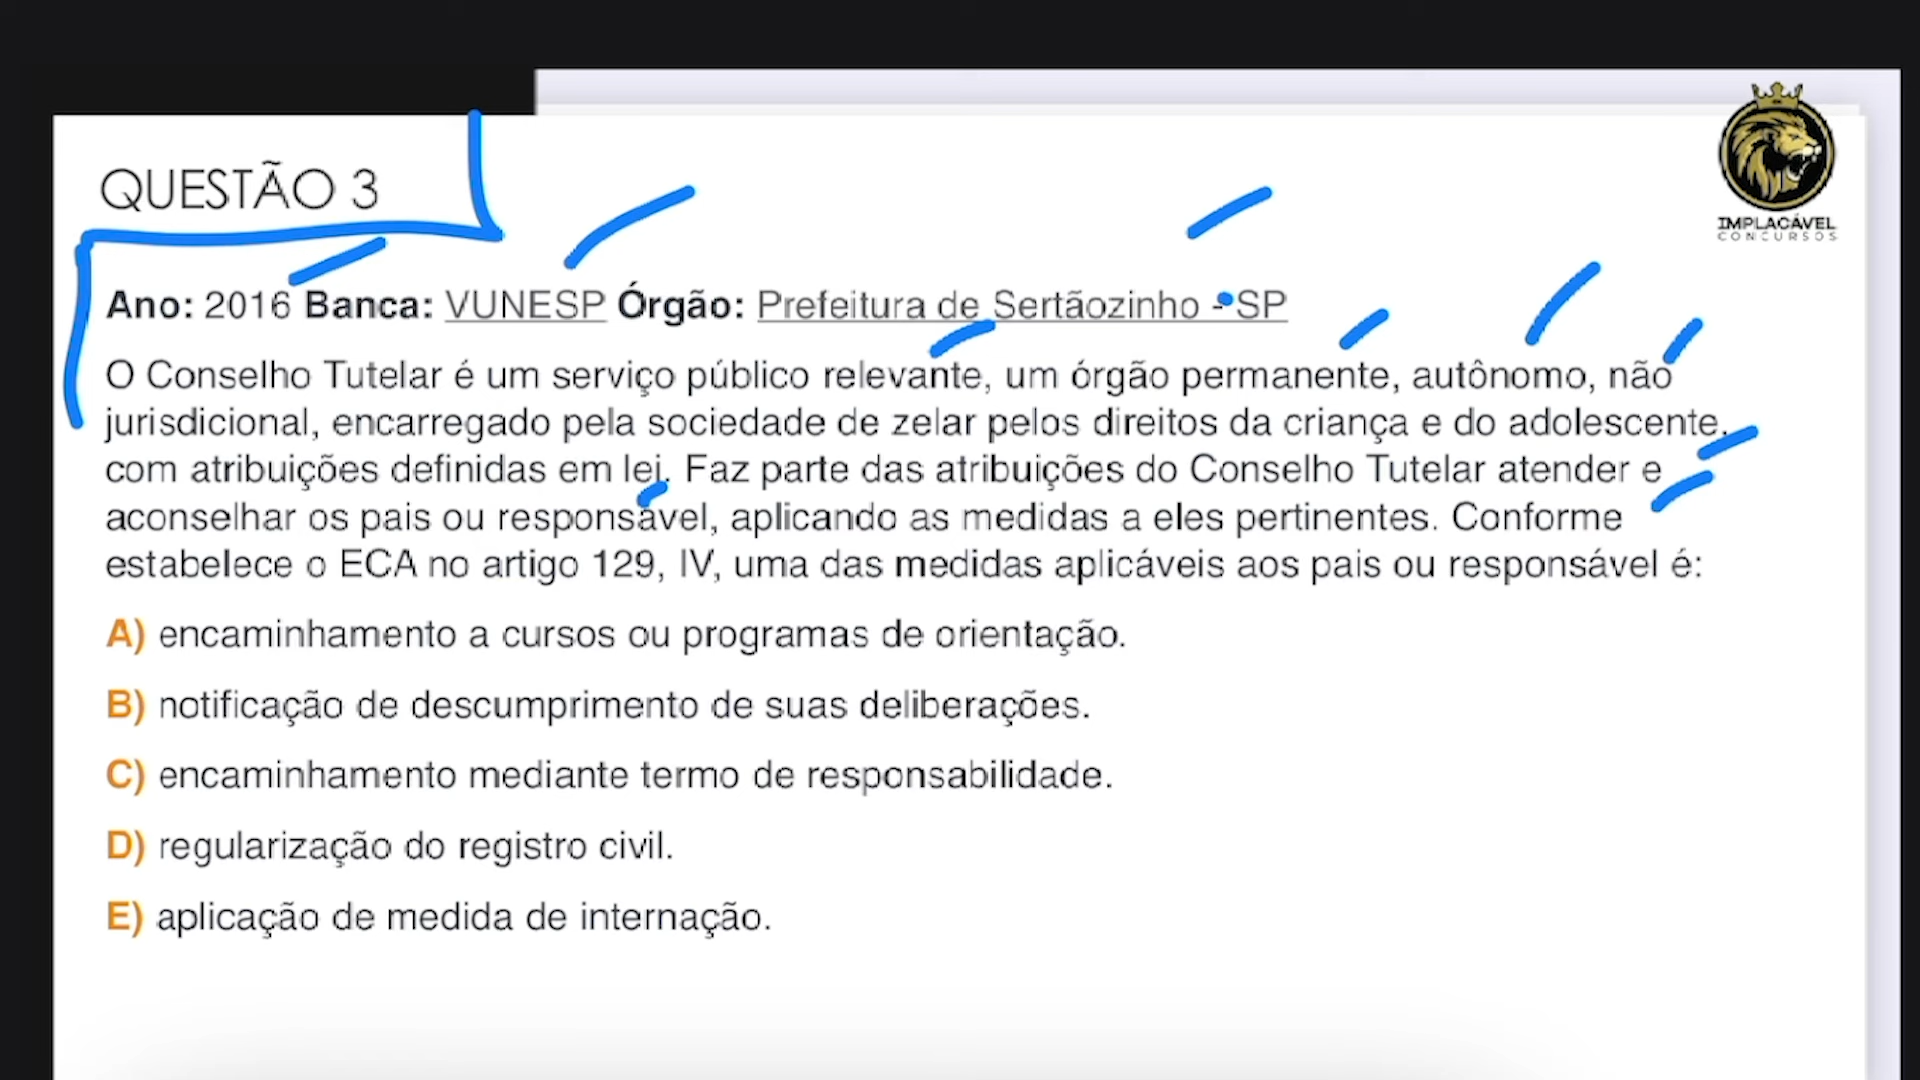 QUESTÃO 3
IMPLACÁVEL
CONCURSOS
Ano: 2016 Banca: VUNESP Órgão: Prefeitura de Sertãozinho - SP
O Conselho Tutelar é um serviço público relevante, um órgão permanente, autônomo, não
jurisdicional, encarregado pela sociedade de zelar pelos direitos da criança e do adolescente,
com atribuições definidas em lei. Faz parte das atribuições do Conselho Tutelar atender e
aconselhar os pais ou responsável, aplicando as medidas a eles pertinentes. Conforme
estabelece o ECA no artigo 129, IV, uma das medidas aplicáveis aos pais ou responsável é:
A) encaminhamento a cursos ou programas de orientação.
B) notificação de descumprimento de suas deliberações.
C) encaminhamento mediante termo de responsabilidade.
D) regularização do registro civil.
E) aplicação de medida de internação.